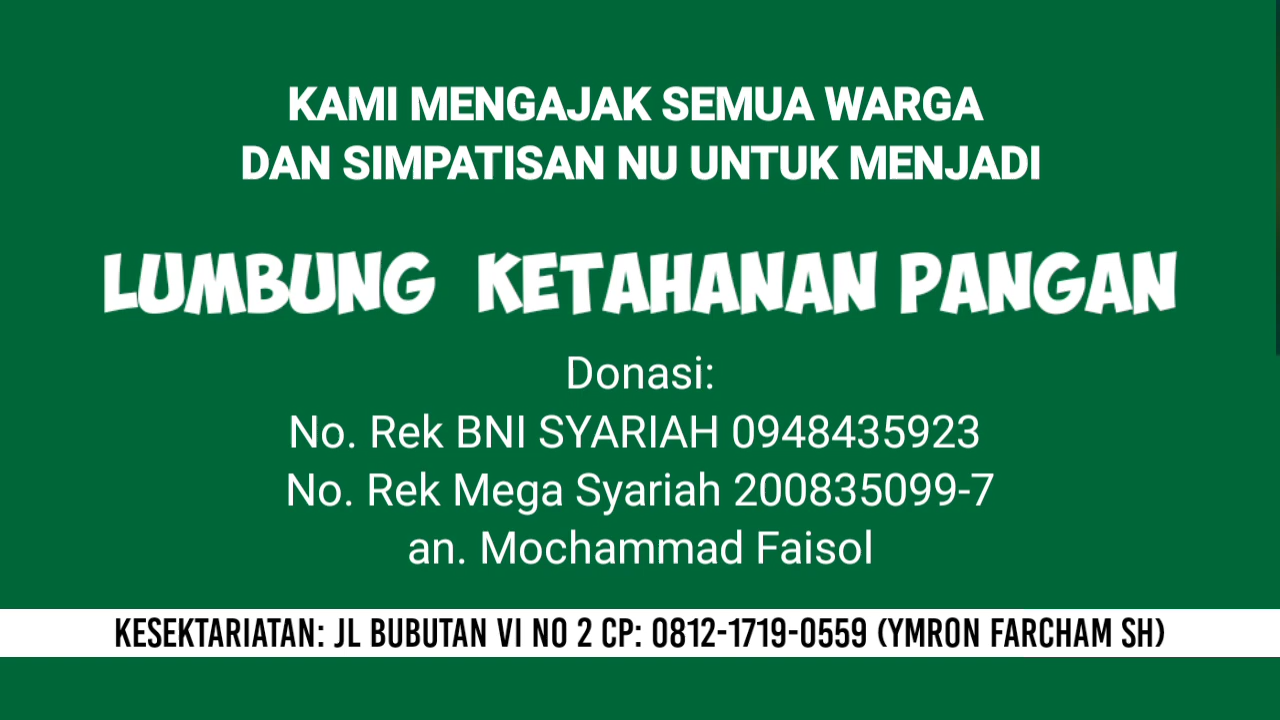 KAMI MENGAJAK SEMUA WARGA
DAN SIMPATISAN NU UNTUK MENJADI
LUMBUNG KETAHANAN PANGAN
Donasi:
No. Rek BNI SYARIAH 0948435923
No. Rek Mega Syariah 200835099-7
an. Mochammad Faisol
KESEKTARIATAN: JL BUBUTAN VI NO 2 CP: 0812-1719-0559 (YMRON FARCHAM SH)